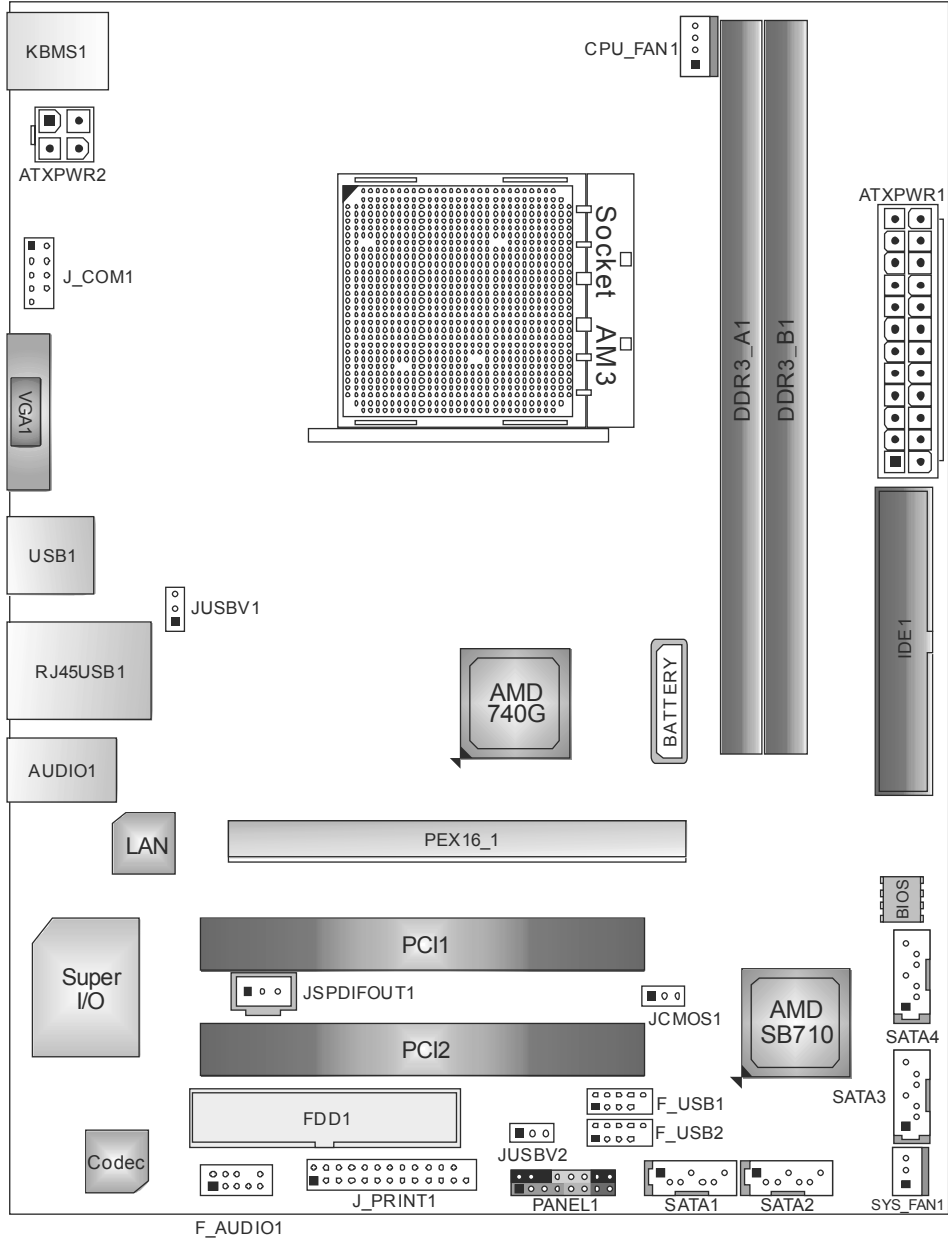 KBMS1
CPU_FAN1
ATXPWR2
ATXPWR1
Socket AM3
J_COM1
DDR3_A1
DDR3_B1
VGA1
USB1
JUSBV1
IDE1
RJ45USB1
AMD
740G
BATTERY
AUDIO1
LAN
PEX16_1
BIOS
PCI1
Super
I/O
JSPDIFOUT1
JCMOS1
AMD
SB710
SATA4
PCI2
SATA3
F_USB1
FDD1
F_USB2
JUSBV2
Codec
J_PRINT1
PANEL1
SATA1
SATA2
SYS_FAN1
F_AUDIO1